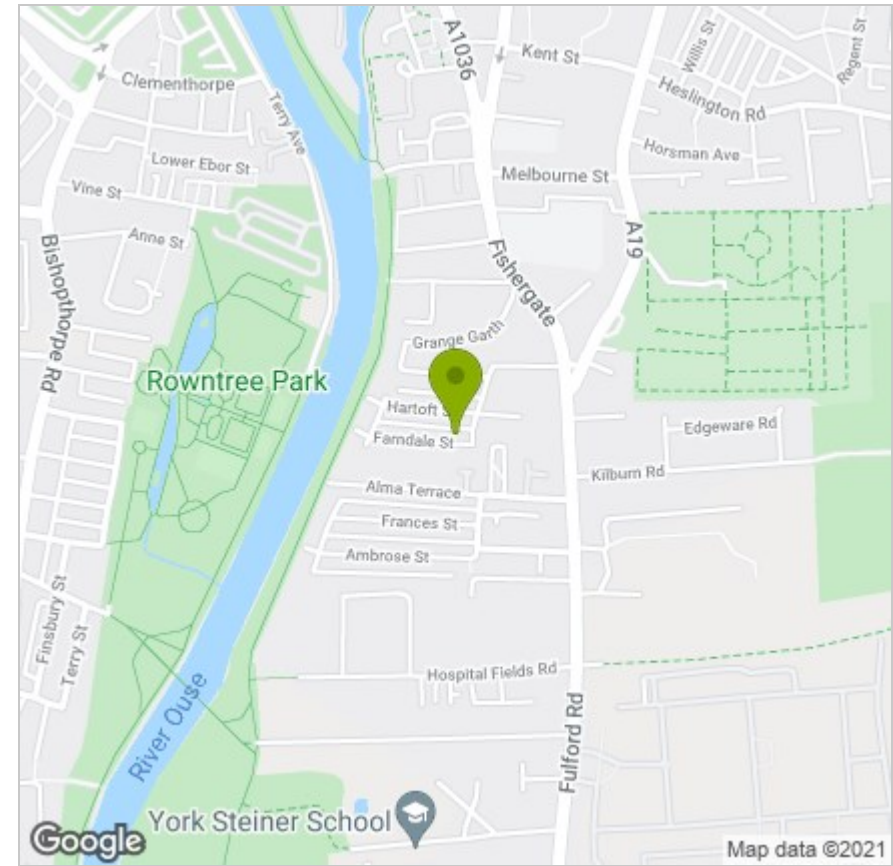 A1036
Kent St
Willis St
Regent St
Clementhorpe
Heslington Rd
Terry Ave
Lower Ebor St
Horsman Ave
Vine St
Melbourne St
Anne St
A19
Bishopthorpe Rd
Fishergate
Grange Garth
Rowntree Park
Hartoft S
Farndale St
Edgeware Rd
Kilburn Rd
Alma Terrace
Frances St
Ambrose St
Finsbury St
Terry St
Hospital Fields Rd
River Ouse
Fulford Rd
York Steiner School
Google
Map data ©2021